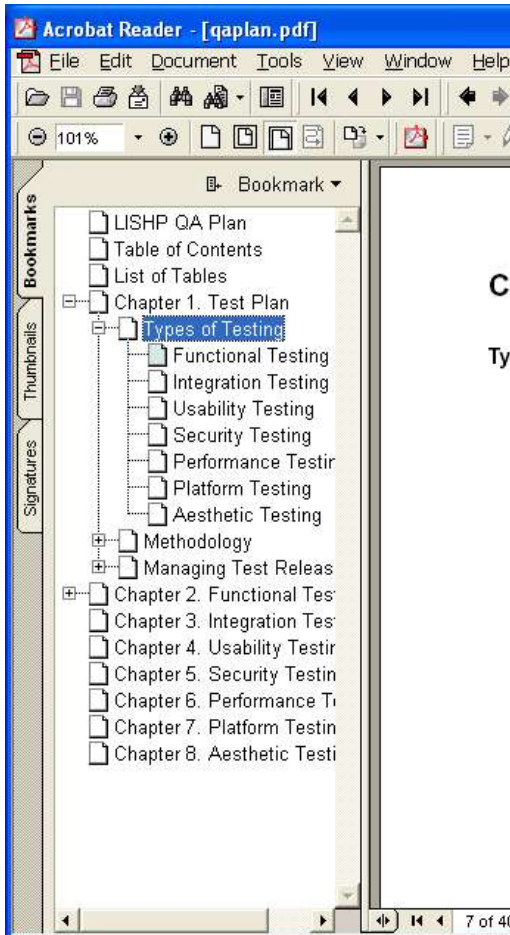 Acrobat Reader - [qaplan.pdf]
File Edit Document Tools View Window Help
101%
Bookmark
Bookmarks
Thumbnails
Signatures
LISHP QA Plan
Table of Contents
List of Tables
Chapter 1. Test Plan
Types of Testing
Functional Testing
Integration Testing
Usability Testing
Security Testing
Performance Testin
Platform Testing
Aesthetic Testing
Methodology
Managing Test Releas
Chapter 2. Functional Tes
Chapter 3. Integration Tes
Chapter 4. Usability Testin
Chapter 5. Security Testin
Chapter 6. Performance T
Chapter 7. Platform Testin
Chapter 8. Aesthetic Testi
C
Ty
7 of 40